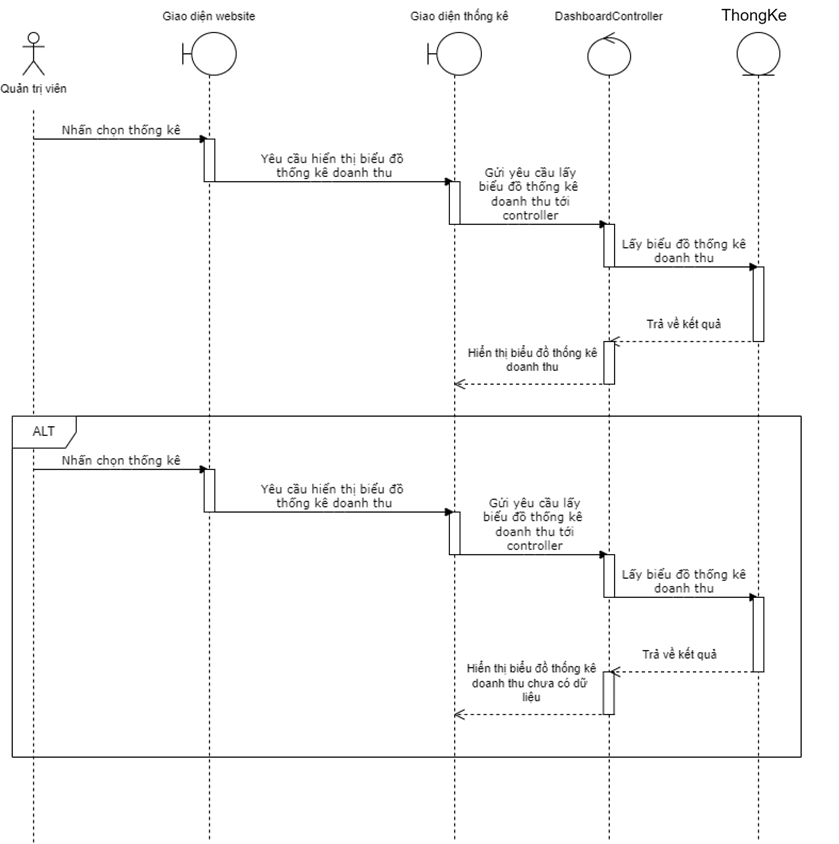 Giao diện website
Giao diện thống kê
DashboardController
ThongKe
Quản trị viên
Nhấn chọn thống kê
Yêu cầu hiển thị biểu đồ
thống kê doanh thu
Gửi yêu cầu lấy
biểu đồ thống kê
doanh thu tới
controller
Lấy biểu đồ thống kê
doanh thu
Trả về kết quả
Hiển thị biểu đồ thống kê
doanh thu
ALT
Nhấn chọn thống kê
Yêu cầu hiển thị biểu đồ
thống kê doanh thu
Gửi yêu cầu lấy
biểu đồ thống kê
doanh thu tới
controller
Lấy biểu đồ thống kê
doanh thu
Trả về kết quả
Hiển thị biểu đồ thống kê
doanh thu chưa có dữ
liệu